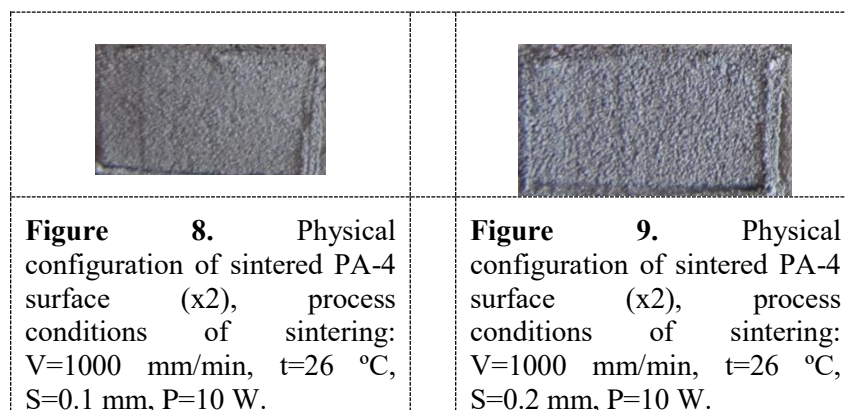 Figure 8. Physical
configuration of sintered PA-4
surface (x2), process
conditions of sintering:
V=1000 mm/min, t=26 ºC,
S=0.1 mm, P=10 W.
Figure 9. Physical
configuration of sintered PA-4
surface (x2), process
conditions of sintering:
V=1000 mm/min, t=26 ºC,
S=0.2 mm, P=10 W.